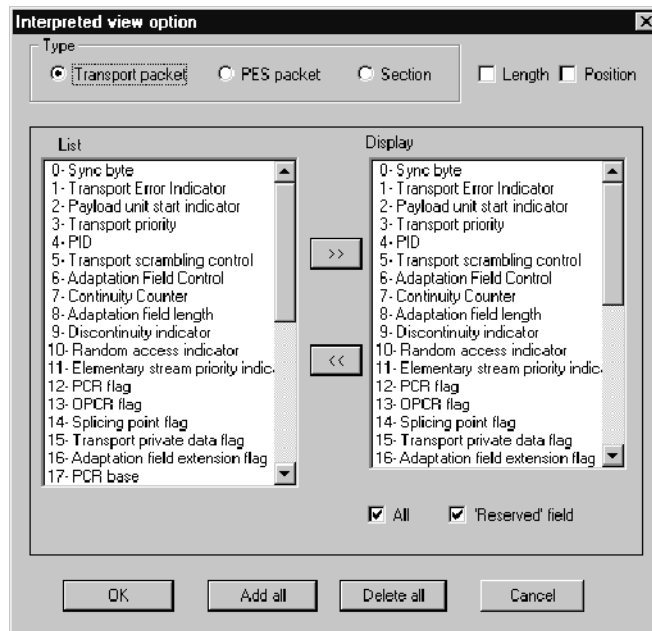 Interpreted view option
Type
Transport packet PES packet Section Length Position
List
0- Sync byte
1- Transport Error Indicator
2- Payload unit start indicator
3- Transport priority
4- PID
5- Transport scrambling control
6- Adaptation Field Control
7- Continuity Counter
8- Adaptation field length
9- Discontinuity indicator
10- Random access indicator
11- Elementary stream priority indic
12- PCR flag
13- OPCR flag
14- Splicing point flag
15- Transport private data flag
16- Adaptation field extension flag
17- PCR base
>>
<<
Display
0- Sync byte
1- Transport Error Indicator
2- Payload unit start indicator
3- Transport priority
4- PID
5- Transport scrambling control
6- Adaptation Field Control
7- Continuity Counter
8- Adaptation field length
9- Discontinuity indicator
10- Random access indicator
11- Elementary stream priority indic
12- PCR flag
13- OPCR flag
14- Splicing point flag
15- Transport private data flag
16- Adaptation field extension flag
All 'Reserved' field
OK Add all Delete all Cancel